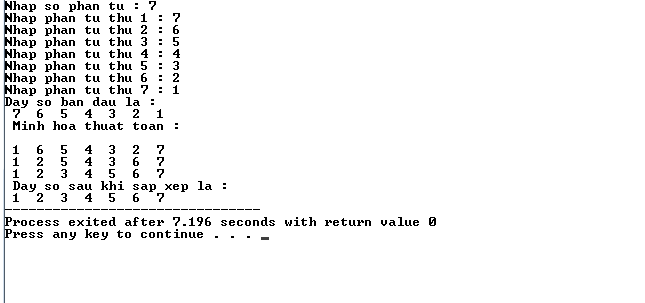 Nhap so phan tu : 7
Nhap phan tu thu 1 : 7
Nhap phan tu thu 2 : 6
Nhap phan tu thu 3 : 5
Nhap phan tu thu 4 : 4
Nhap phan tu thu 5 : 3
Nhap phan tu thu 6 : 2
Nhap phan tu thu 7 : 1
Day so ban dau la :
7 6 5 4 3 2 1
Minh hoa thuat toan :
1 6 5 4 3 2 7
1 2 5 4 3 6 7
1 2 3 4 5 6 7
Day so sau khi sap xep la :
1 2 3 4 5 6 7
--------------------------------
Process exited after 7.196 seconds with return value 0
Press any key to continue . . . _